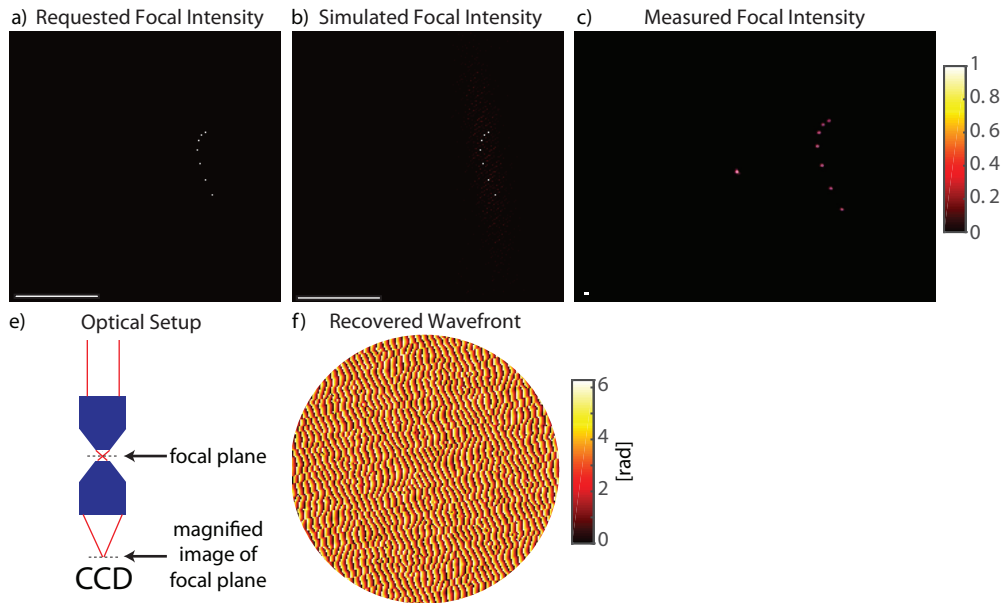 a) Requested Focal Intensity
b) Simulated Focal Intensity
c) Measured Focal Intensity
1
0. 8
0. 6
0. 4
0. 2
0
e) Optical Setup
focal plane
magnified
image of
focal plane
CCD
f) Recovered Wavefront
6
4
2
0
[rad]